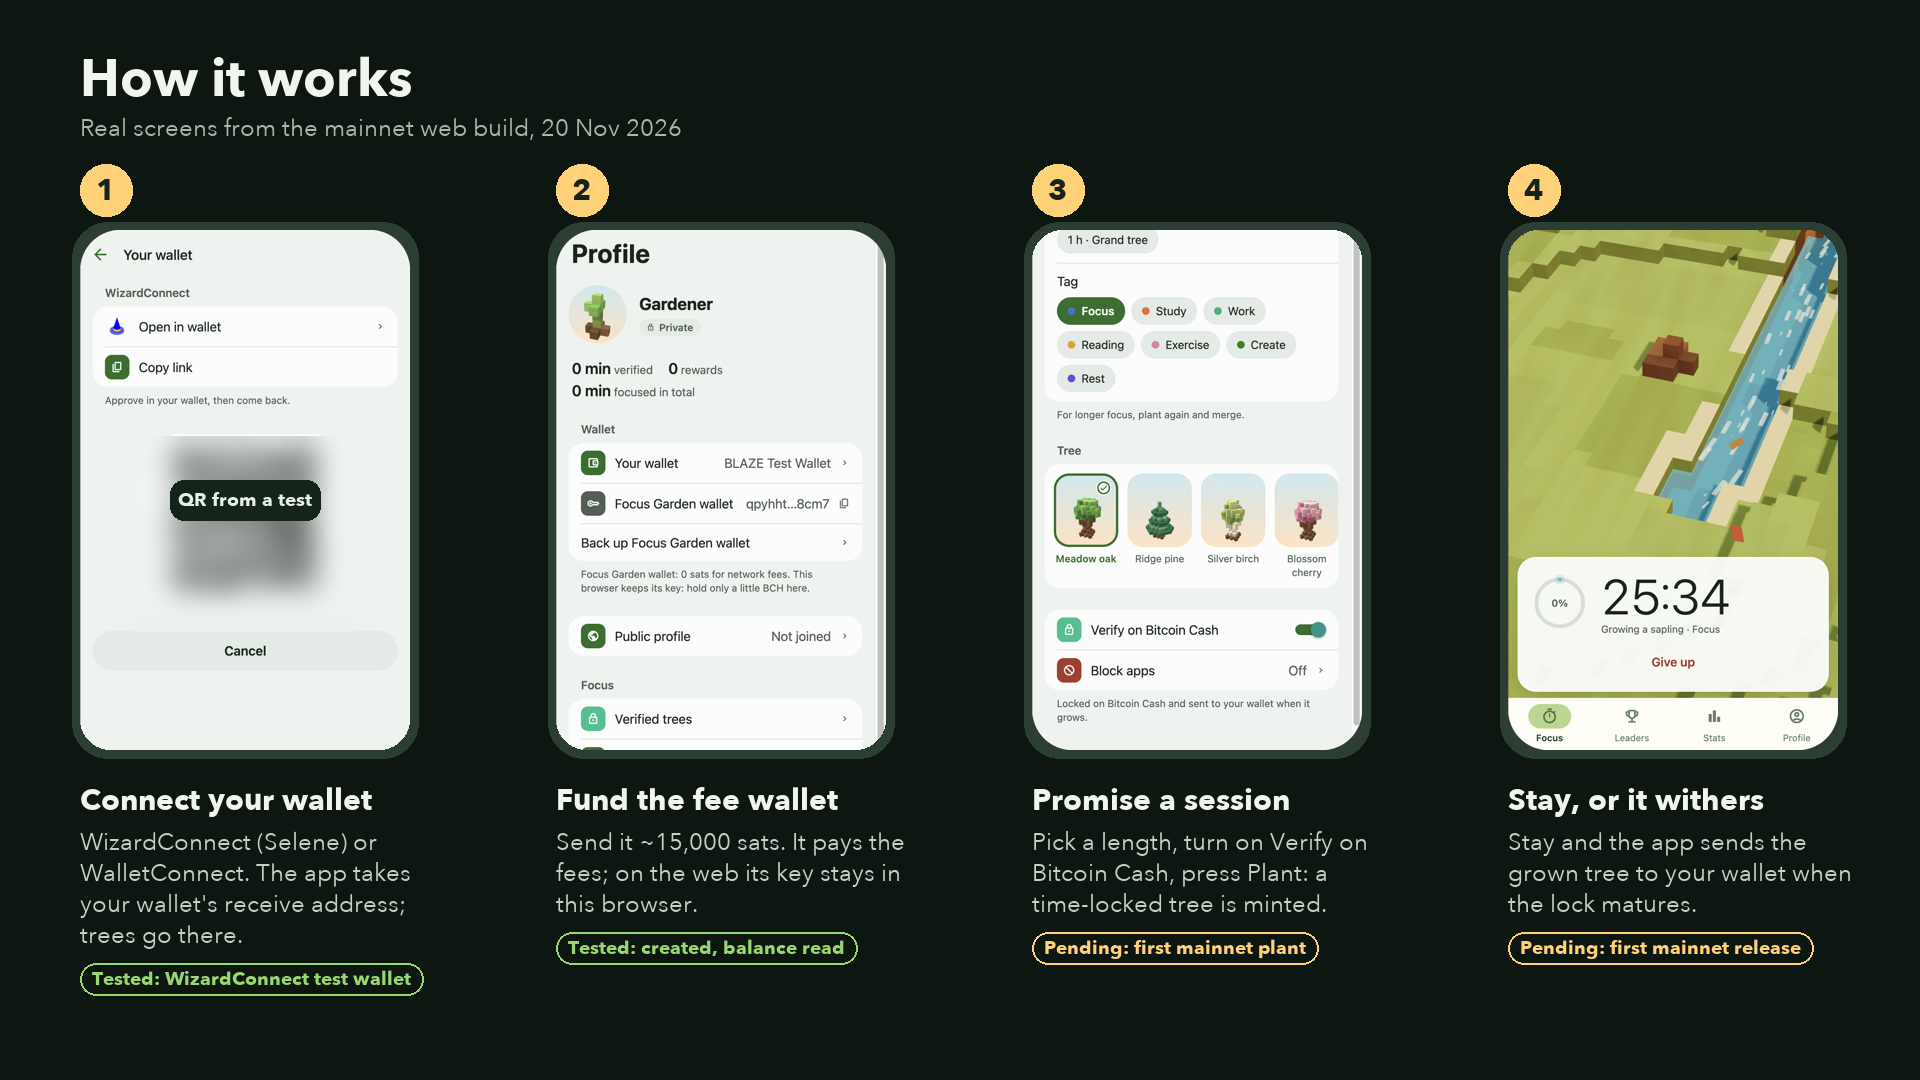 How it works
Real screens from the mainnet web build, 20 Nov 2026
1
Your wallet
WizardConnect
Open in wallet
Copy link
Approve in your wallet, then come back.
QR from a test
Cancel
Connect your wallet
WizardConnect (Selene) or
WalletConnect. The app takes
your wallet's receive address;
trees go there.
Tested: WizardConnect test wallet
2
Profile
Gardener
Private
0 min verified 0 rewards
0 min focused in total
Wallet
Your wallet BLAZE Test Wallet
Focus Garden wallet qpyhht...8cm7
Back up Focus Garden wallet
Focus Garden wallet: 0 sats for network fees. This
browser keeps its key: hold only a little BCH here.
Public profile Not joined
Focus
Verified trees
Fund the fee wallet
Send it ~15,000 sats. It pays the
fees; on the web its key stays in
this browser.
Tested: created, balance read
3
1 h · Grand tree
Tag
Focus Study Work
Reading Exercise Create
Rest
For longer focus, plant again and merge.
Tree
Meadow oak Ridge pine Silver birch Blossom
cherry
Verify on Bitcoin Cash
Block apps Off
Locked on Bitcoin Cash and sent to your wallet when it
grows.
Promise a session
Pick a length, turn on Verify on
Bitcoin Cash, press Plant: a
time-locked tree is minted.
Pending: first mainnet plant
4
0% 25:34
Growing a sapling · Focus
Give up
Focus Leaders Stats Profile
Stay, or it withers
Stay and the app sends the
grown tree to your wallet when
the lock matures.
Pending: first mainnet release